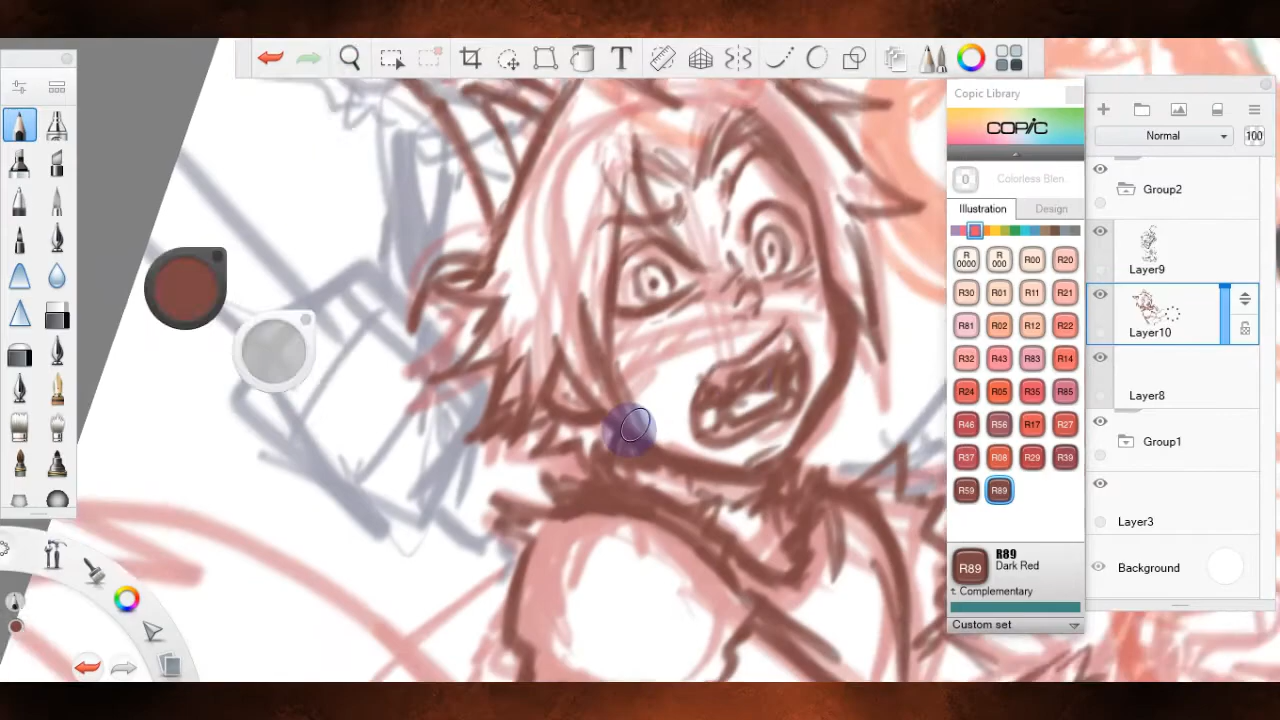 T
Copic Library
COPIC
0 Colorless Blen
Illustration Design
R0000 R000 R00 R20
R30 R01 R11 R21
R81 R02 R12 R22
R32 R43 R83 R14
R24 R05 R35 R85
R46 R56 R17 R27
R37 R08 R29 R39
R59 R89
R89
R89
Dark Red
Complementary
Custom set
Normal 100
Group2
Layer9
Layer10
Layer8
Group1
Layer3
Background